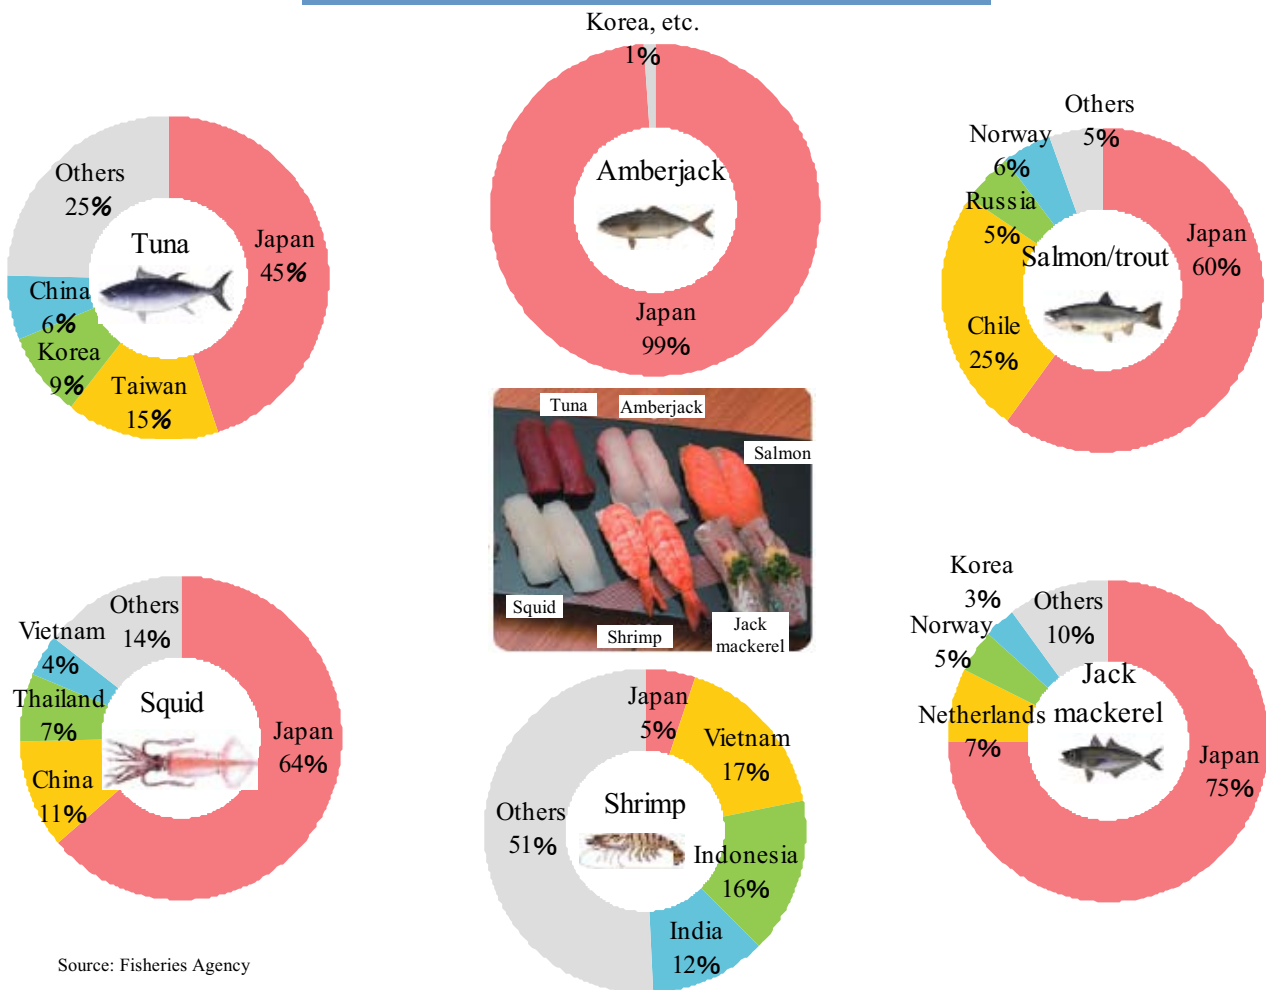 Korea, etc.
1%
Amberjack
Japan
99%
Others
25%
Tuna
Japan
45%
China
6%
Korea
9%
Taiwan
15%
Others
5%
Norway
6%
Russia
5%
Salmon/trout
Japan
60%
Chile
25%
Tuna
Amberjack
Salmon
Squid
Shrimp
Jack
mackerel
Others
14%
Vietnam
4%
Thailand
7%
Squid
China
11%
Japan
64%
Japan
5%
Vietnam
17%
Others
51%
Shrimp
Indonesia
16%
India
12%
Korea
3%
Others
10%
Norway
5%
Jack
mackerel
Netherlands
7%
Japan
75%
Source: Fisheries Agency